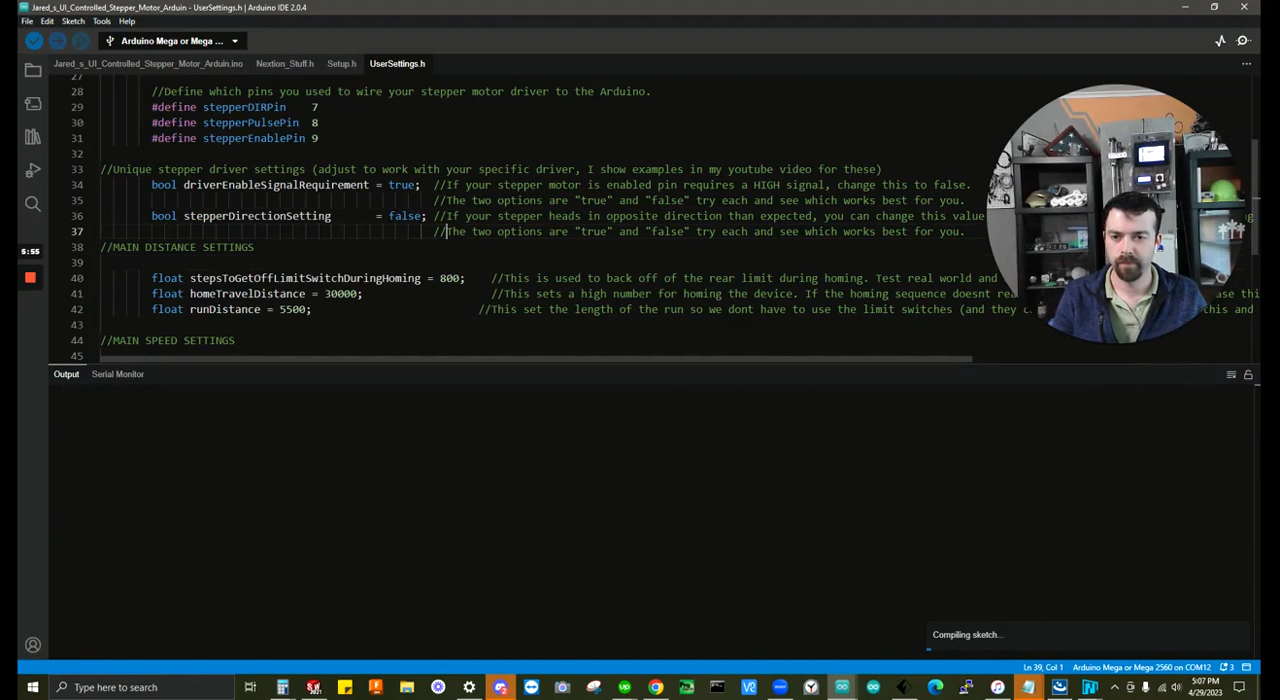 Jared_s_UI_Controlled_Stepper_Motor_Arduin - UserSettings.h | Arduino IDE 2.0.4
File Edit Sketch Tools Help
Arduino Mega or Mega ...
Jared_s_UI_Controlled_Stepper_Motor_Arduin.ino Nextion_Stuff.h Setup.h UserSettings.h ...
27
28 //Define which pins you used to wire your stepper motor driver to the Arduino.
29 #define stepperDIRPin 7
30 #define stepperPulsePin 8
31 #define stepperEnablePin 9
32
33 //Unique stepper driver settings (adjust to work with your specific driver, I show examples in my youtube video for these)
34 bool driverEnableSignalRequirement = true; //If your stepper motor is enabled pin requires a HIGH signal, change this to false.
35 //The two options are "true" and "false" try each and see which works best for you.
36 bool stepperDirectionSetting = false; //If your stepper heads in opposite direction than expected, you can change this value
37 //The two options are "true" and "false" try each and see which works best for you.
38 //MAIN DISTANCE SETTINGS
39
40 float stepsToGetOffLimitSwitchDuringHoming = 800; //This is used to back off of the rear limit during homing. Test real world and
41 float homeTravelDistance = 30000; //This sets a high number for homing the device. If the homing sequence doesnt rea ase this
42 float runDistance = 5500; //This set the length of the run so we dont have to use the limit switches (and they c this and
43
44 //MAIN SPEED SETTINGS
45
5:55
Output Serial Monitor
Compiling sketch...
Ln 39, Col 1 Arduino Mega or Mega 2560 on COM12 3
Type here to search
5:07 PM
4/29/2023